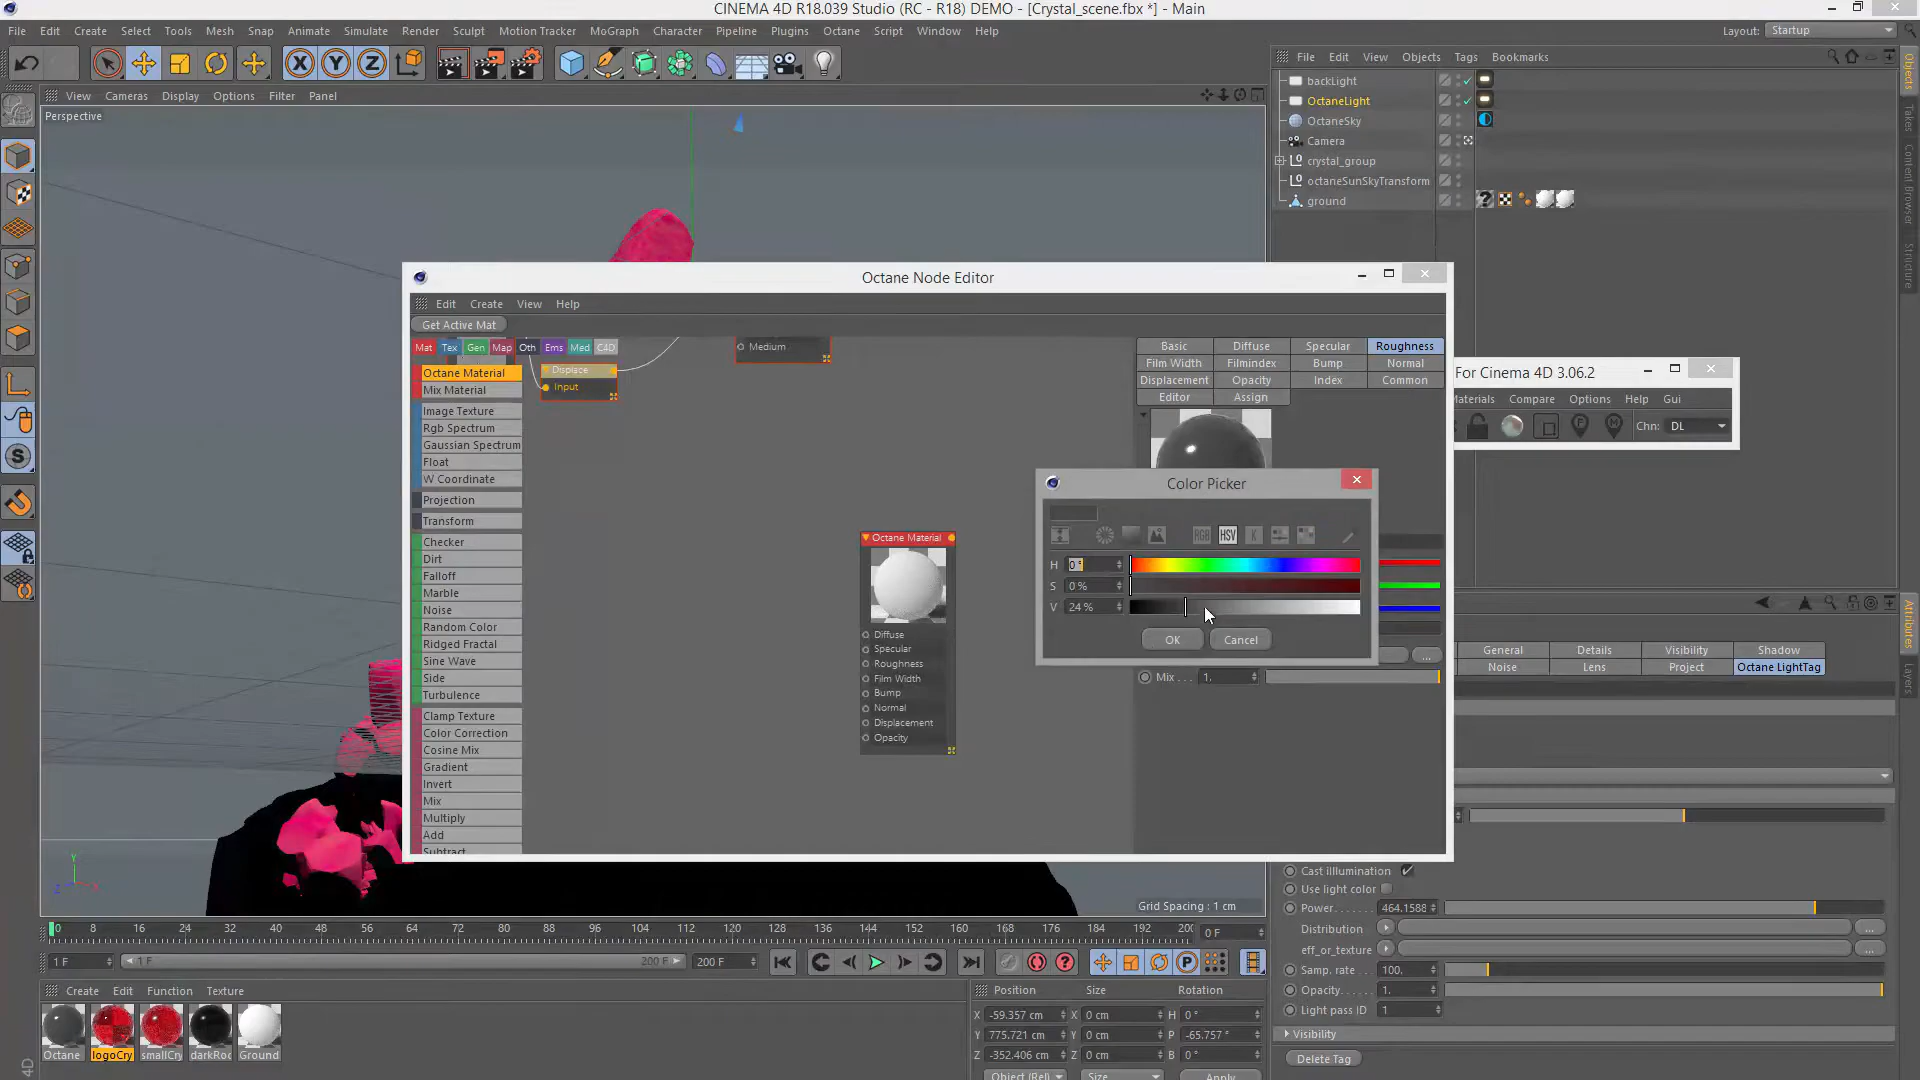 CINEMA 4D R18.039 Studio (RC - R18) DEMO - [Crystal_scene.fbx *] - Main
File Edit Create Select Tools Mesh Snap Animate Simulate Render Sculpt Motion Tracker MoGraph Character Pipeline Plugins Octane Script Window Help
Layout: Startup
File Edit View Objects Tags Bookmarks
View Cameras Display Options Filter Panel
Perspective
backLight
OctaneLight
OctaneSky
Camera
crystal_group
octaneSunSkyTransform
ground
Objects
Takes
Content Browser
Structure
Octane Node Editor
Edit Create View Help
Get Active Mat
Mat Tex Gen Map Oth Ems Med C4D
Octane Material
Mix Material
Image Texture
Rgb Spectrum
Gaussian Spectrum
Float
W Coordinate
Projection
Transform
Checker
Dirt
Falloff
Marble
Noise
Random Color
Ridged Fractal
Sine Wave
Side
Turbulence
Clamp Texture
Color Correction
Cosine Mix
Gradient
Invert
Mix
Multiply
Add
Subtract
Displace
Input
Medium
Octane Material
Diffuse
Specular
Roughness
Film Width
Bump
Normal
Displacement
Opacity
Basic Diffuse Specular Roughness
Film Width Filmindex Bump Normal
Displacement Opacity Index Common
Editor Assign
Color Picker
RGB HSV K
H 0 °
S 0 %
V 24 %
OK Cancel
Mix . . . 1.
For Cinema 4D 3.06.2
Materials Compare Options Help Gui
Chn: DL
Attributes
Layers
General Details Visibility Shadow
Noise Lens Project Octane LightTag
Cast illumination
Use light color
Power 464.1588
Distribution
eff_or_texture
Samp. rate 100.
Opacity 1.
Light pass ID 1
Visibility
Delete Tag
Grid Spacing : 1 cm
0 8 16 24 32 40 48 56 64 72 80 88 96 104 112 120 128 136 144 152 160 168 176 184 192 200 0 F
1 F 1 F 200 F 200 F
Create Edit Function Texture
Octane logoCry smallCry darkRoc Ground
Position Size Rotation
X -59.357 cm X 0 cm H 0 °
Y 775.721 cm Y 0 cm P -65.757 °
Z -352.406 cm Z 0 cm B 0 °
Object (Rel) Size Apply